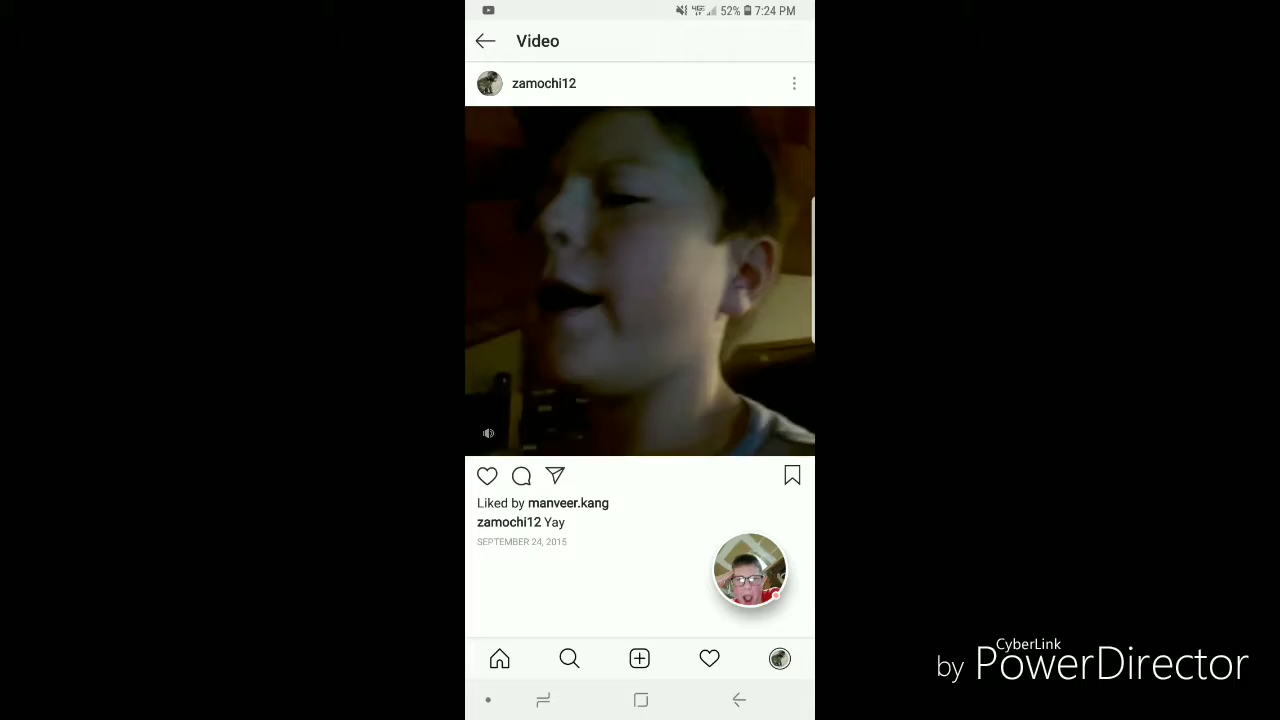 52% 7:24 PM
Video
zamochi12
Liked by manveer.kang
zamochi12 Yay
SEPTEMBER 24, 2015
CyberLink
by PowerDirector